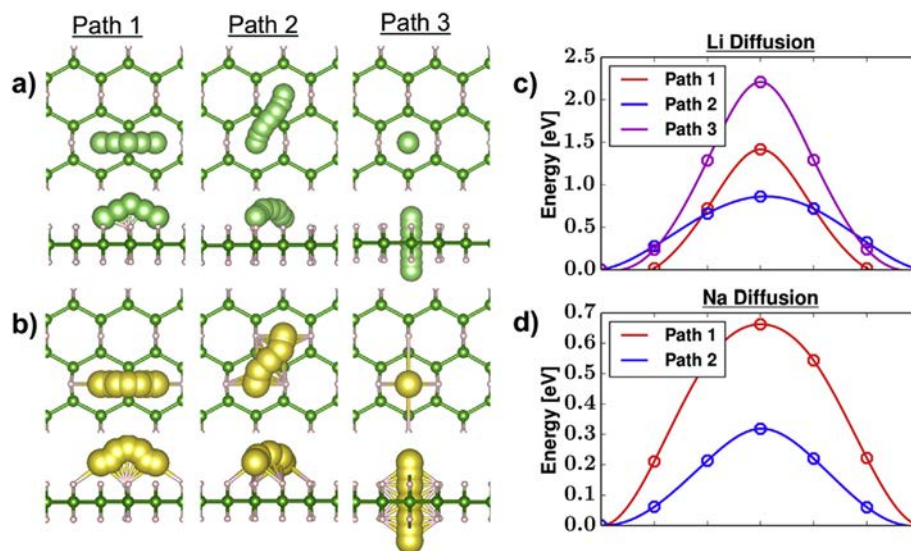 Path 1 Path 2 Path 3
a)
b)
c)
Li Diffusion
Energy [eV]
2.5
2.0
1.5
1.0
0.5
0.0
Path 1
Path 2
Path 3
d)
Na Diffusion
Energy [eV]
0.7
0.6
0.5
0.4
0.3
0.2
0.1
0.0
Path 1
Path 2